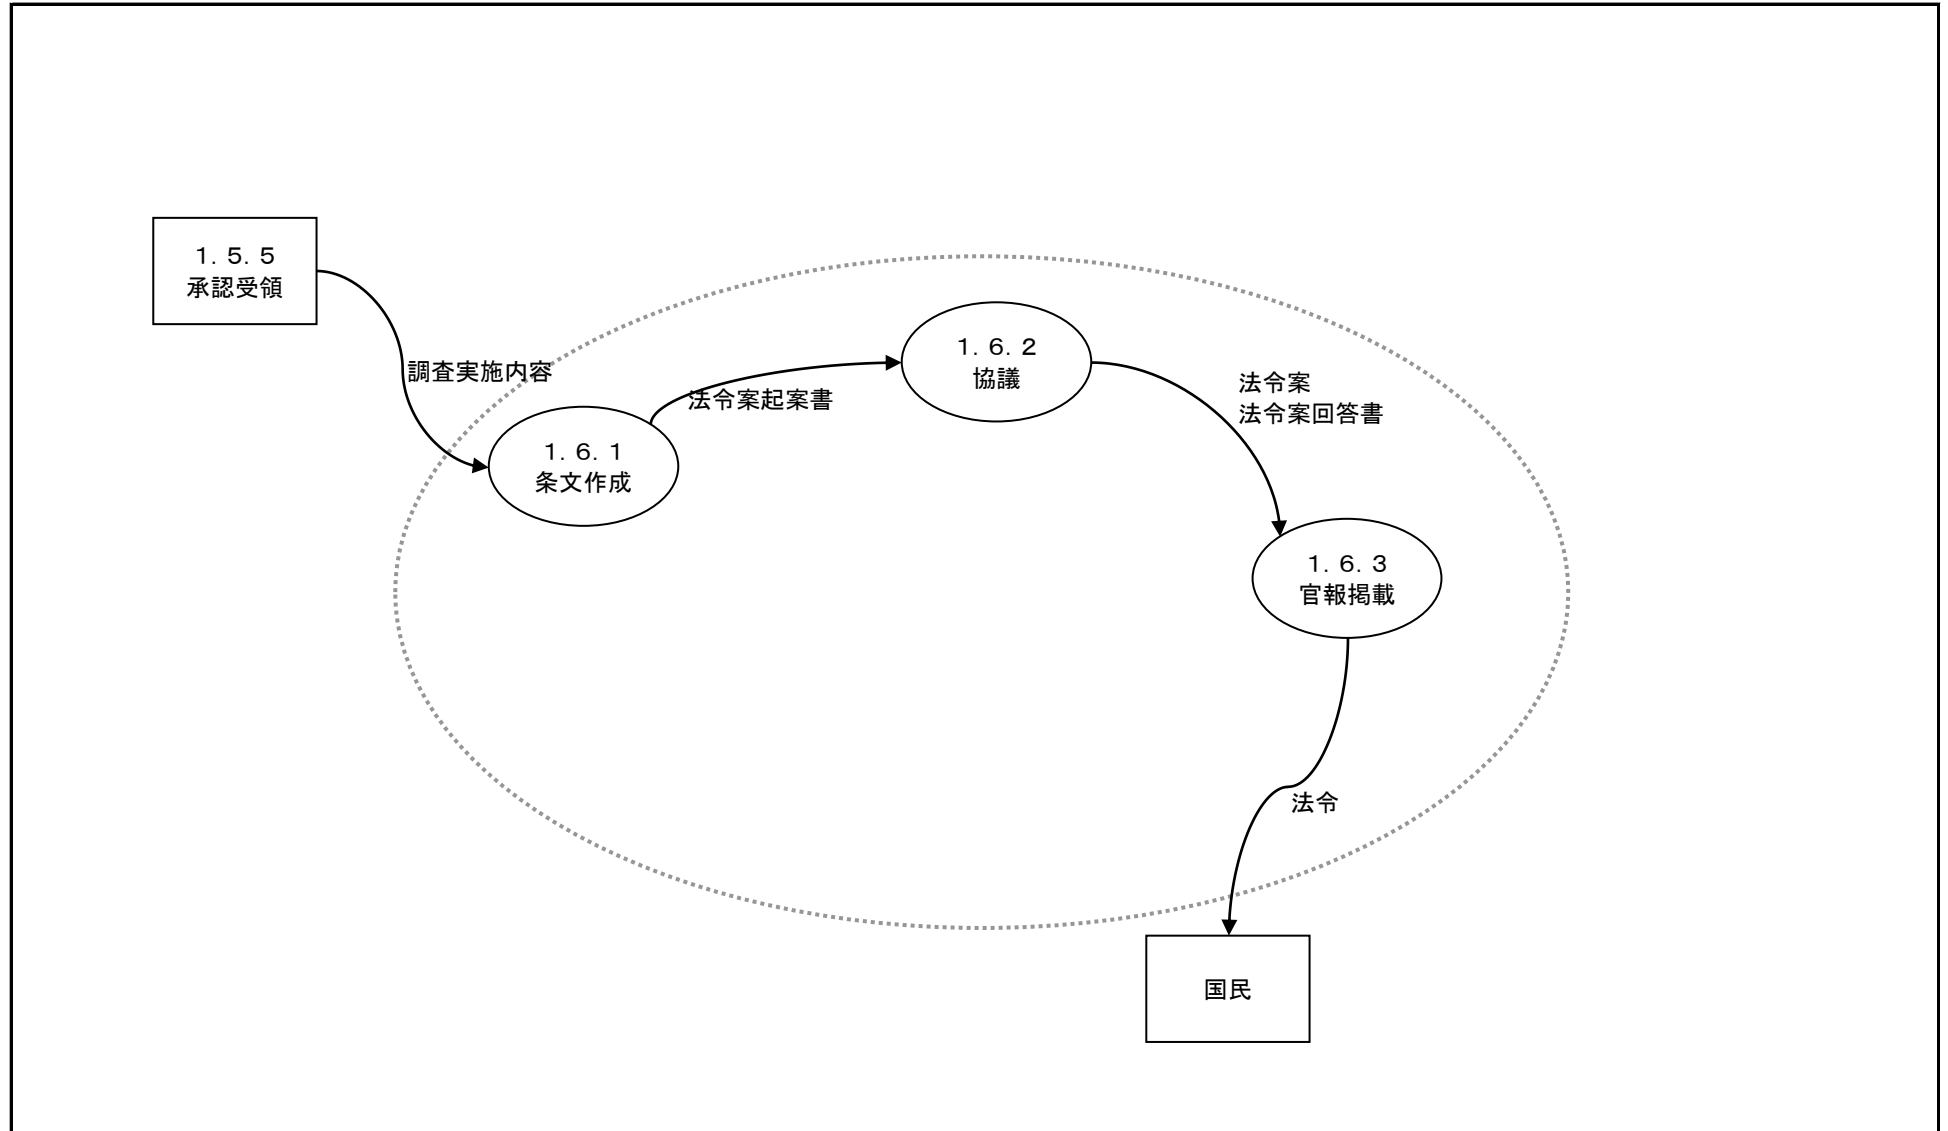 １．５．５
承認受領
調査実施内容
１．６．１
条文作成
法令案起案書
１．６．２
協議
法令案
法令案回答書
１．６．３
官報掲載
法令
国民